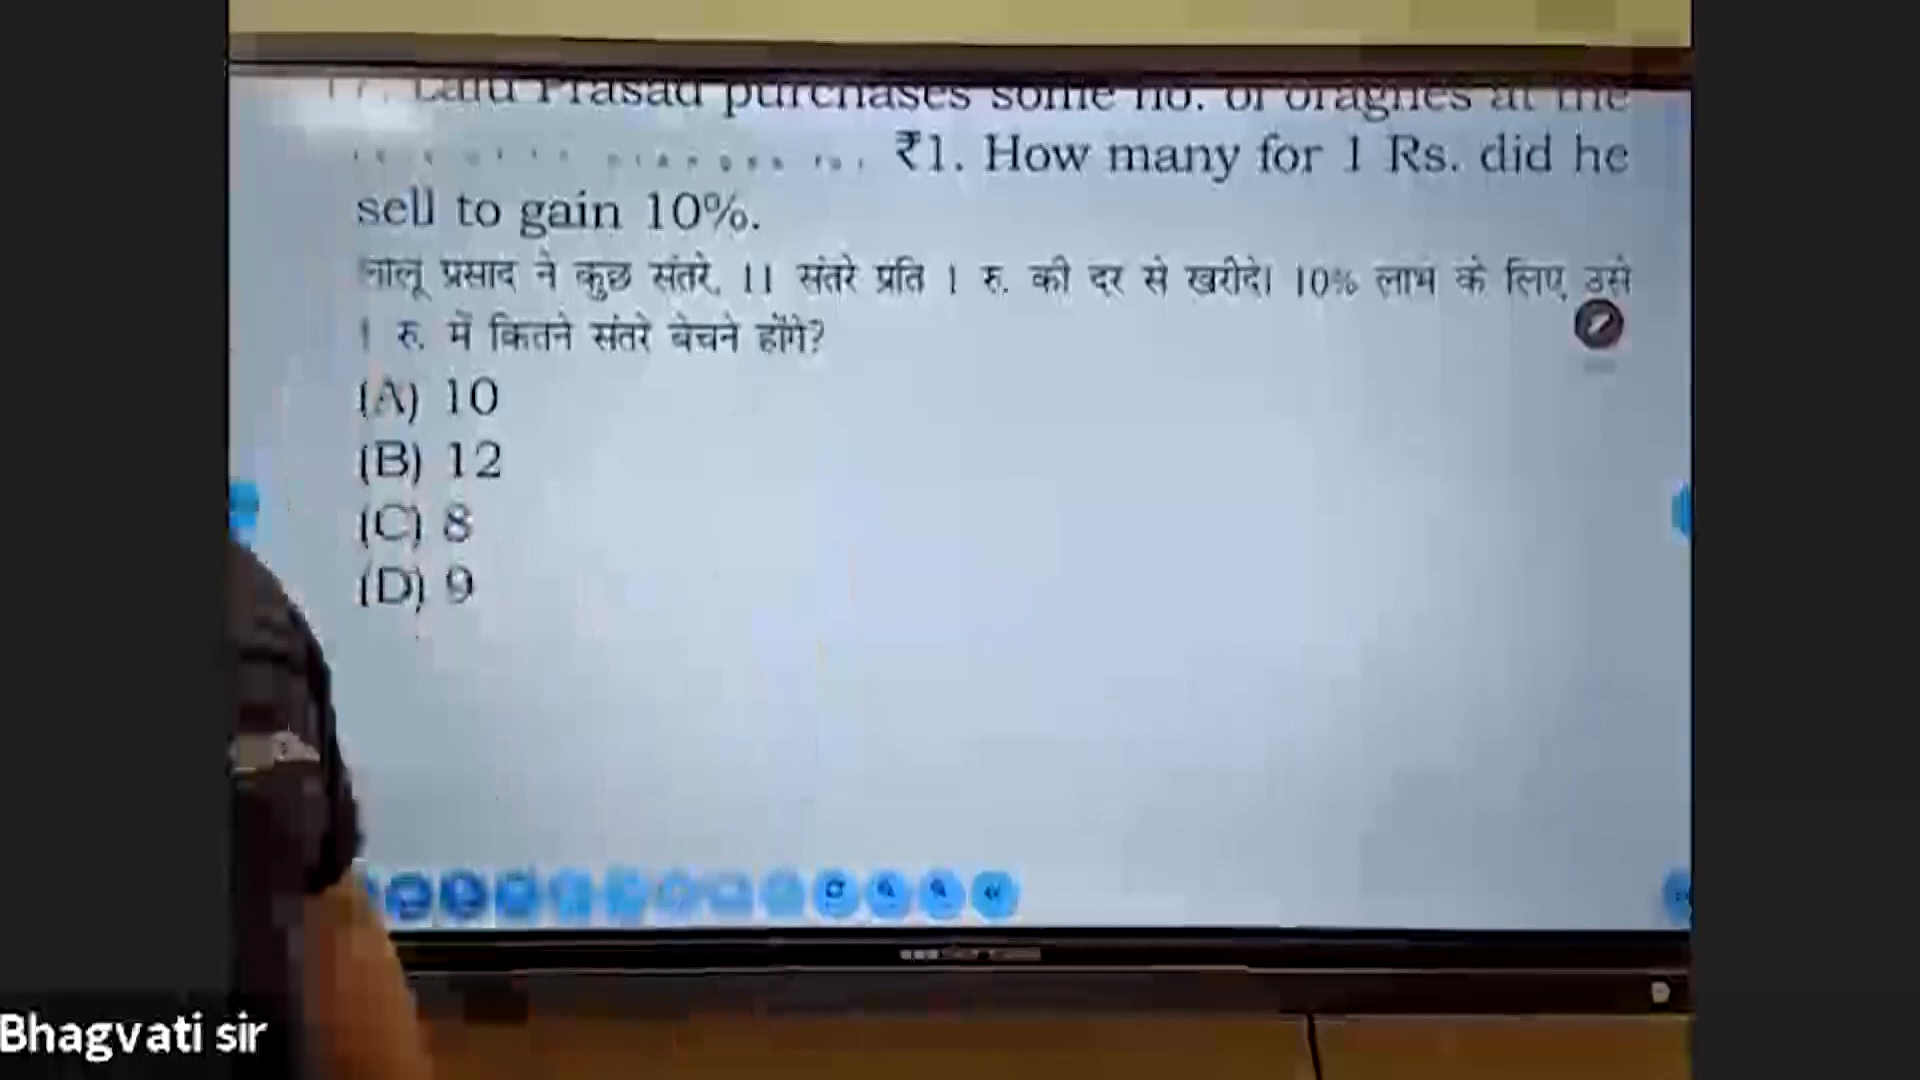 17. Lalu Prasad purchases some no. of oragnes at the
₹1. How many for 1 Rs. did he
sell to gain 10%.
लालू प्रसाद ने कुछ संतरे, 11 संतरे प्रति 1 रु. की दर से खरीदे। 10% लाभ के लिए, उसे
1 रु. में कितने संतरे बेचने होंगे?
(A) 10
(B) 12
(C) 8
(D) 9
Bhagvati sir